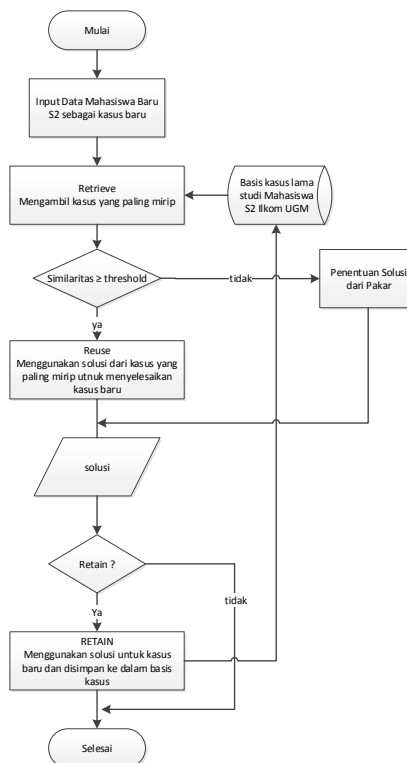 Mulai
Input Data Mahasiswa Baru
S2 sebagai kasus baru
Retrieve
Mengambil kasus yang paling mirip
Basis kasus lama
studi Mahasiswa
S2 Ilkom UGM
Similaritas ≥ threshold
tidak
Penentuan Solusi
dari Pakar
ya
Reuse
Menggunakan solusi dari kasus yang
paling mirip utnuk menyelesaikan
kasus baru
solusi
Retain ?
tidak
Ya
RETAIN
Menggunakan solusi untuk kasus
baru dan disimpan ke dalam basis
kasus
Selesai